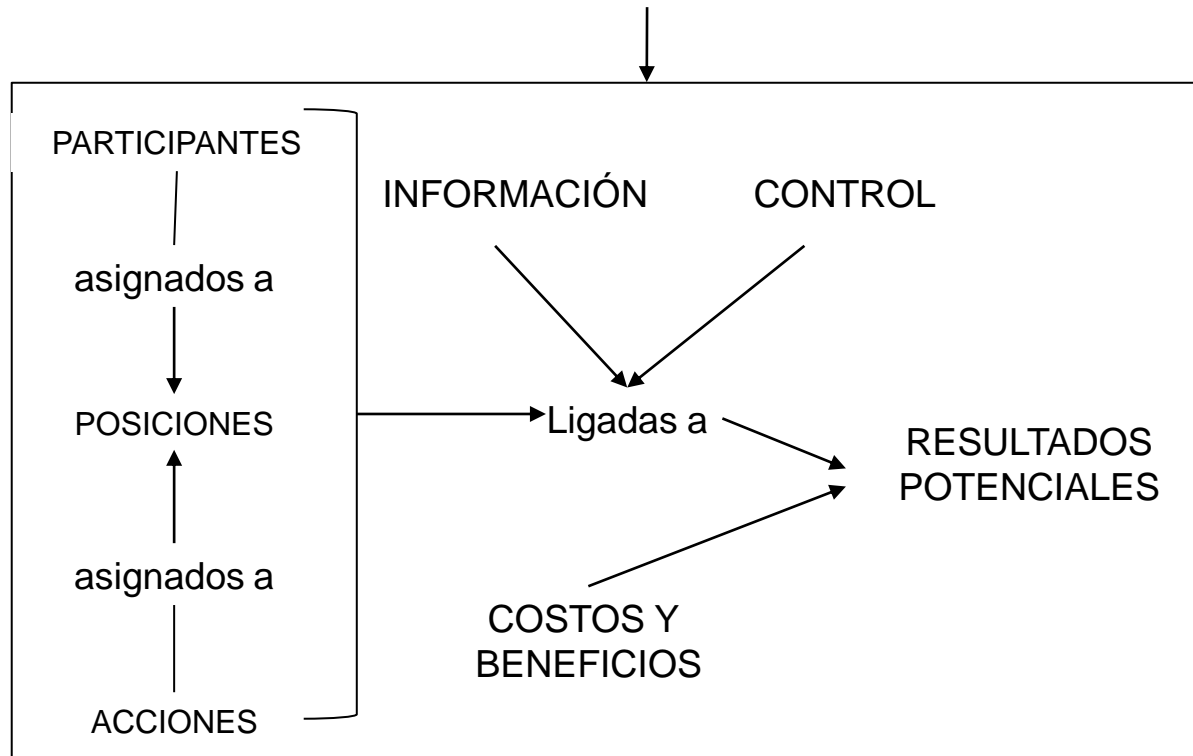 PARTICIPANTES
asignados a
POSICIONES
asignados a
ACCIONES
INFORMACIÓN
CONTROL
Ligadas a
COSTOS Y
BENEFICIOS
RESULTADOS
POTENCIALES